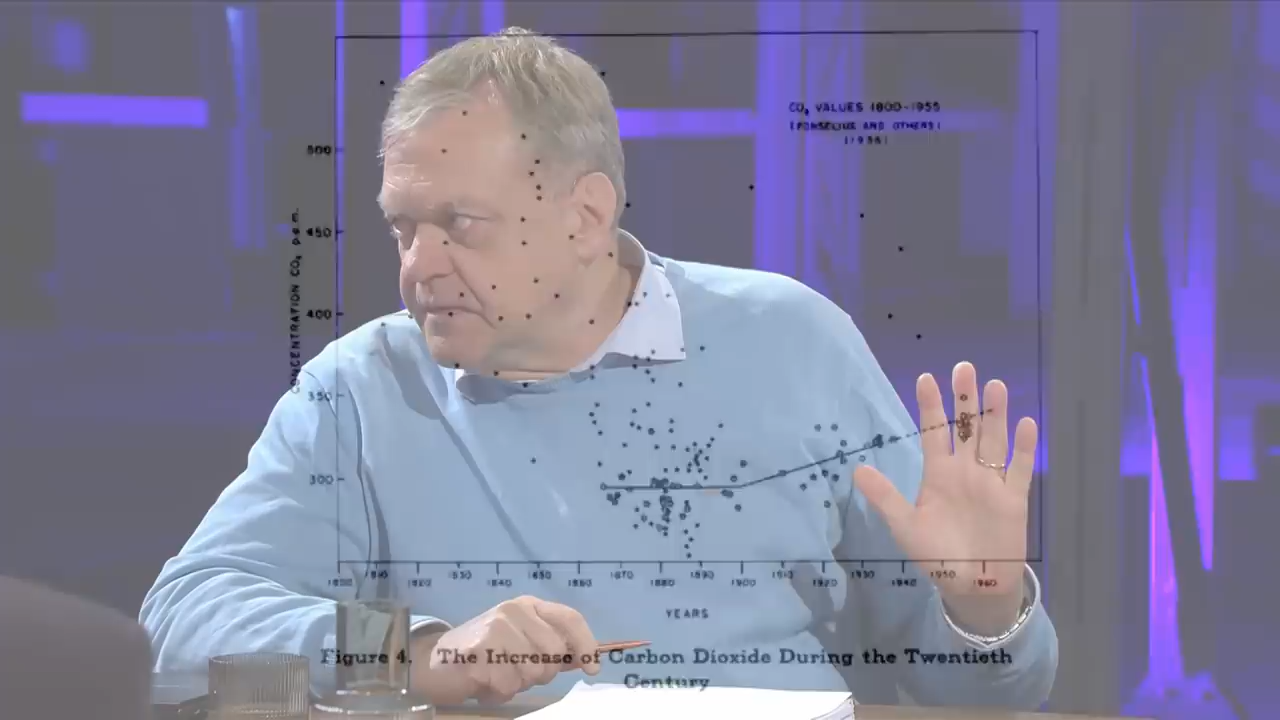 CO₂ VALUES 1800-1955
(FONSELIUS AND OTHERS)
(1956)
500
450
400
350
300
CONCENTRATION CO₂ p.p.m.
1800 1810 1820 1830 1840 1850 1860 1870 1880 1890 1900 1910 1920 1930 1940 1950 1960
YEARS
Figure 4. The Increase of Carbon Dioxide During the Twentieth
Century